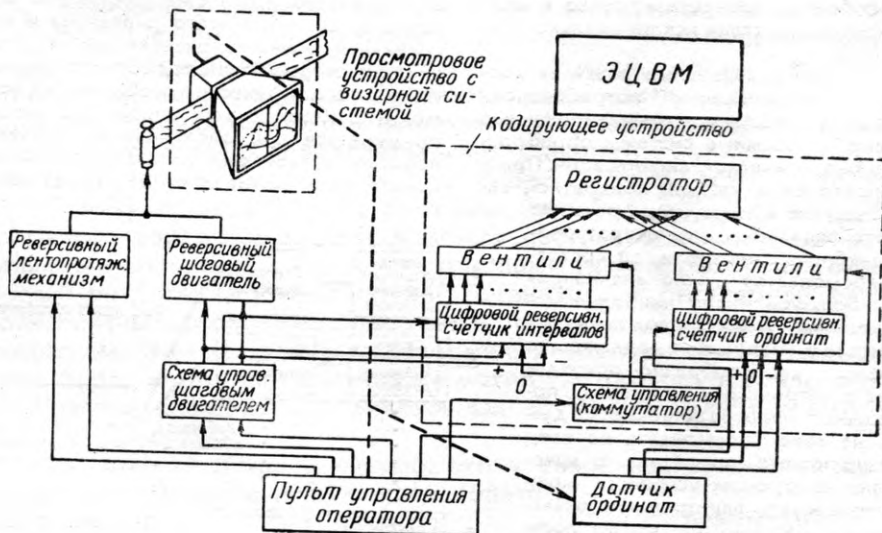 Просмотровое
устройство с
визирной си-
стемой
ЭЦВМ
Кодирующее устройство
Регистратор
Реверсивный
лентопротяж.
механизм
Реверсивный
шаговый
двигатель
Вентили
Вентили
Цифровой реверсивн.
счетчик интервалов
Цифровой реверсивн.
счетчик ординат
+
0
+
0
-
Схема управ.
шаговым
двигателем
Схема управления
(коммутатор)
Пульт управления
оператора
Датчик
ординат